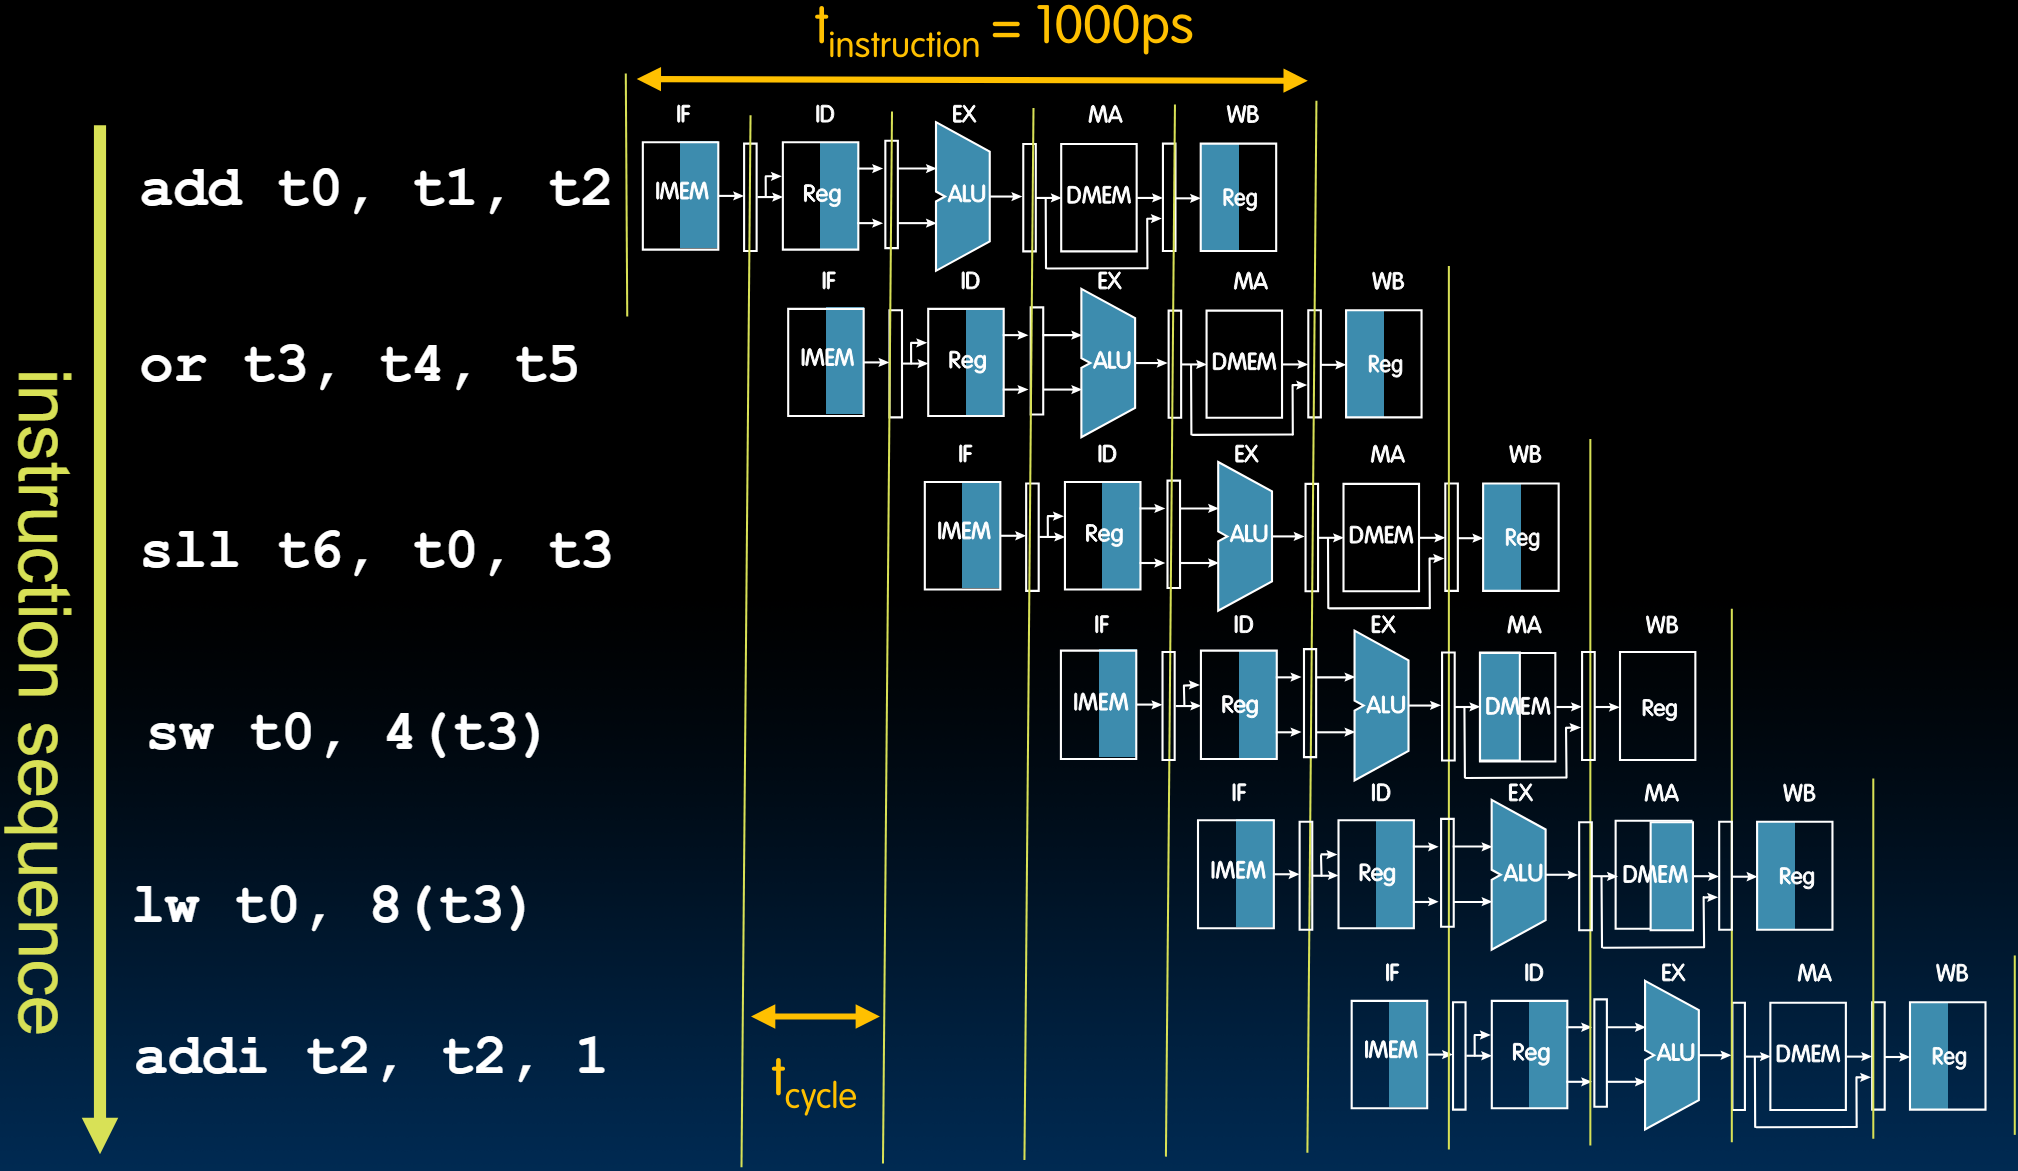 t instruction = 1000ps
IF ID EX MA WB
add t0, t1, t2
IMEM Reg ALU DMEM Reg
IF ID EX MA WB
or t3, t4, t5
IMEM Reg ALU DMEM Reg
IF ID EX MA WB
sll t6, t0, t3
IMEM Reg ALU DMEM Reg
IF ID EX MA WB
sw t0, 4(t3)
IMEM Reg ALU DMEM Reg
IF ID EX MA WB
lw t0, 8(t3)
IMEM Reg ALU DMEM Reg
IF ID EX MA WB
addi t2, t2, 1
IMEM Reg ALU DMEM Reg
t cycle
instruction sequence